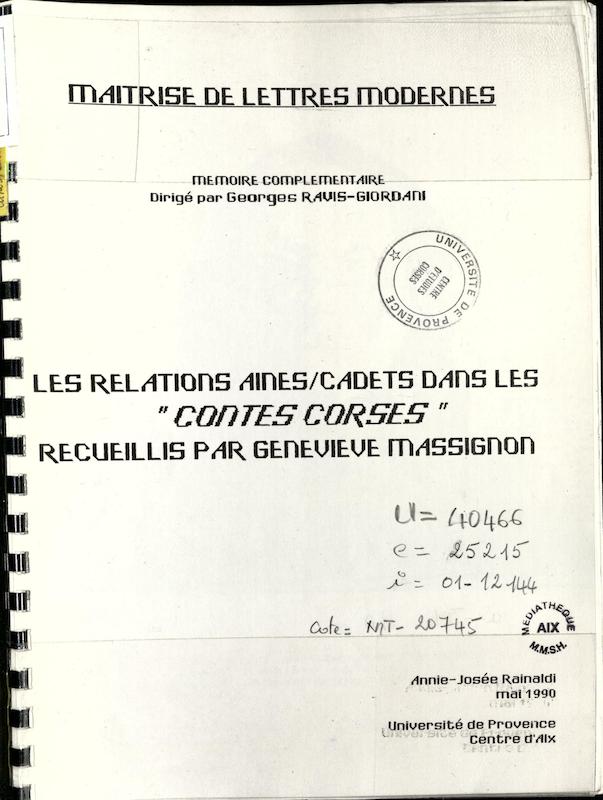 MAITRISE DE LETTRES MODERNES
MEMOIRE COMPLEMENTAIRE
Dirigé par Georges RAVIS-GIORDANI
UNIVERSITE DE PROVENCE
CENTRE
D'ETUDES
CORSES
LES RELATIONS AINES/CADETS DANS LES
" CONTES CORSES "
RECUEILLIS PAR GENEVIEVE MASSIGNON
U = 40466
e = 25215
i = 01-12144
Cote = MT- 20745
MEDIATHEQUE
AIX
M.M.S.H.
Annie-Josée Rainaldi
mai 1990
Université de Provence
Centre d'Aix